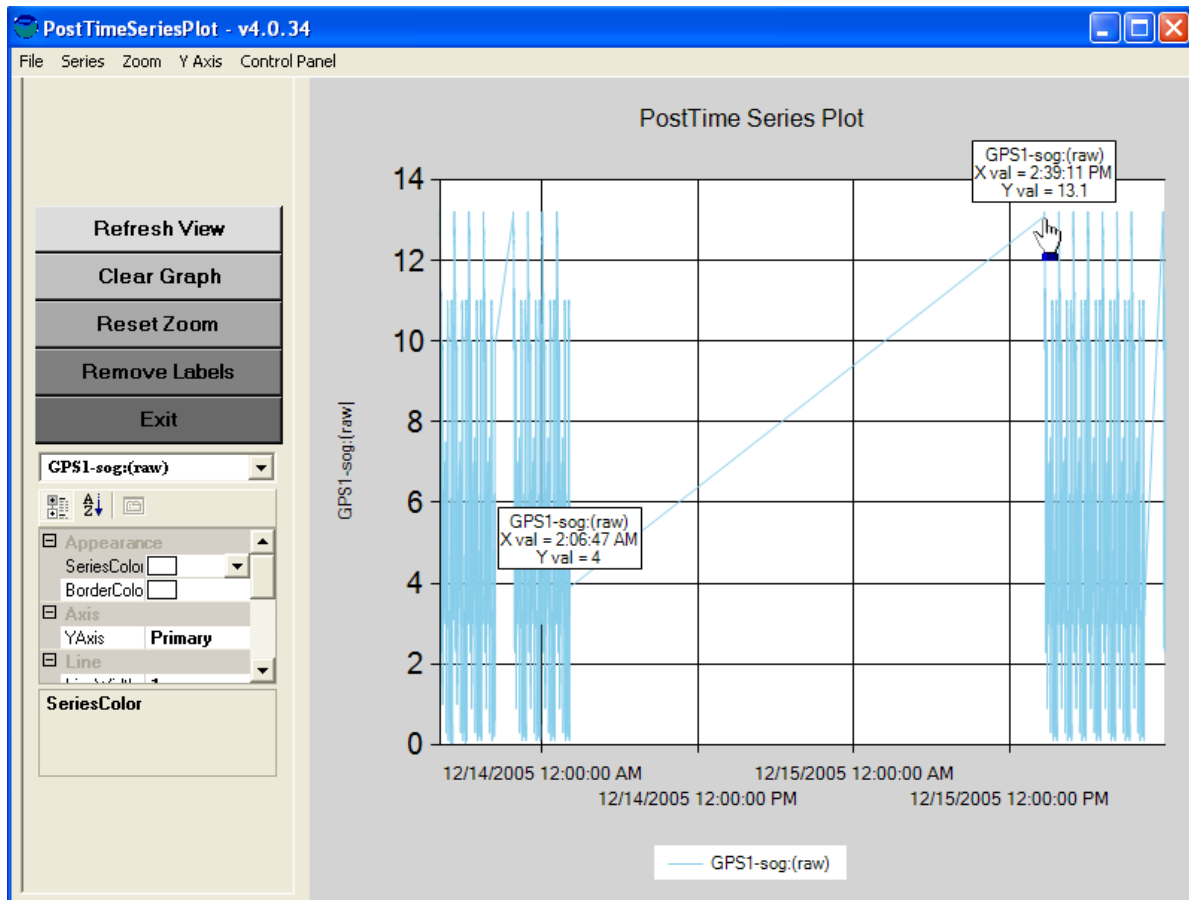 PostTimeSeriesPlot - v4.0.34
File Series Zoom Y Axis Control Panel
Refresh View
Clear Graph
Reset Zoom
Remove Labels
Exit
GPS1-sog:(raw)
Appearance
SeriesColor
BorderColo
Axis
YAxis Primary
Line
SeriesColor
PostTime Series Plot
GPS1-sog:(raw)
X val = 2:39:11 PM
Y val = 13.1
14
12
10
8
6
4
2
0
GPS1-sog:(raw)
GPS1-sog:(raw)
X val = 2:06:47 AM
Y val = 4
12/14/2005 12:00:00 AM
12/15/2005 12:00:00 AM
12/14/2005 12:00:00 PM
12/15/2005 12:00:00 PM
GPS1-sog:(raw)